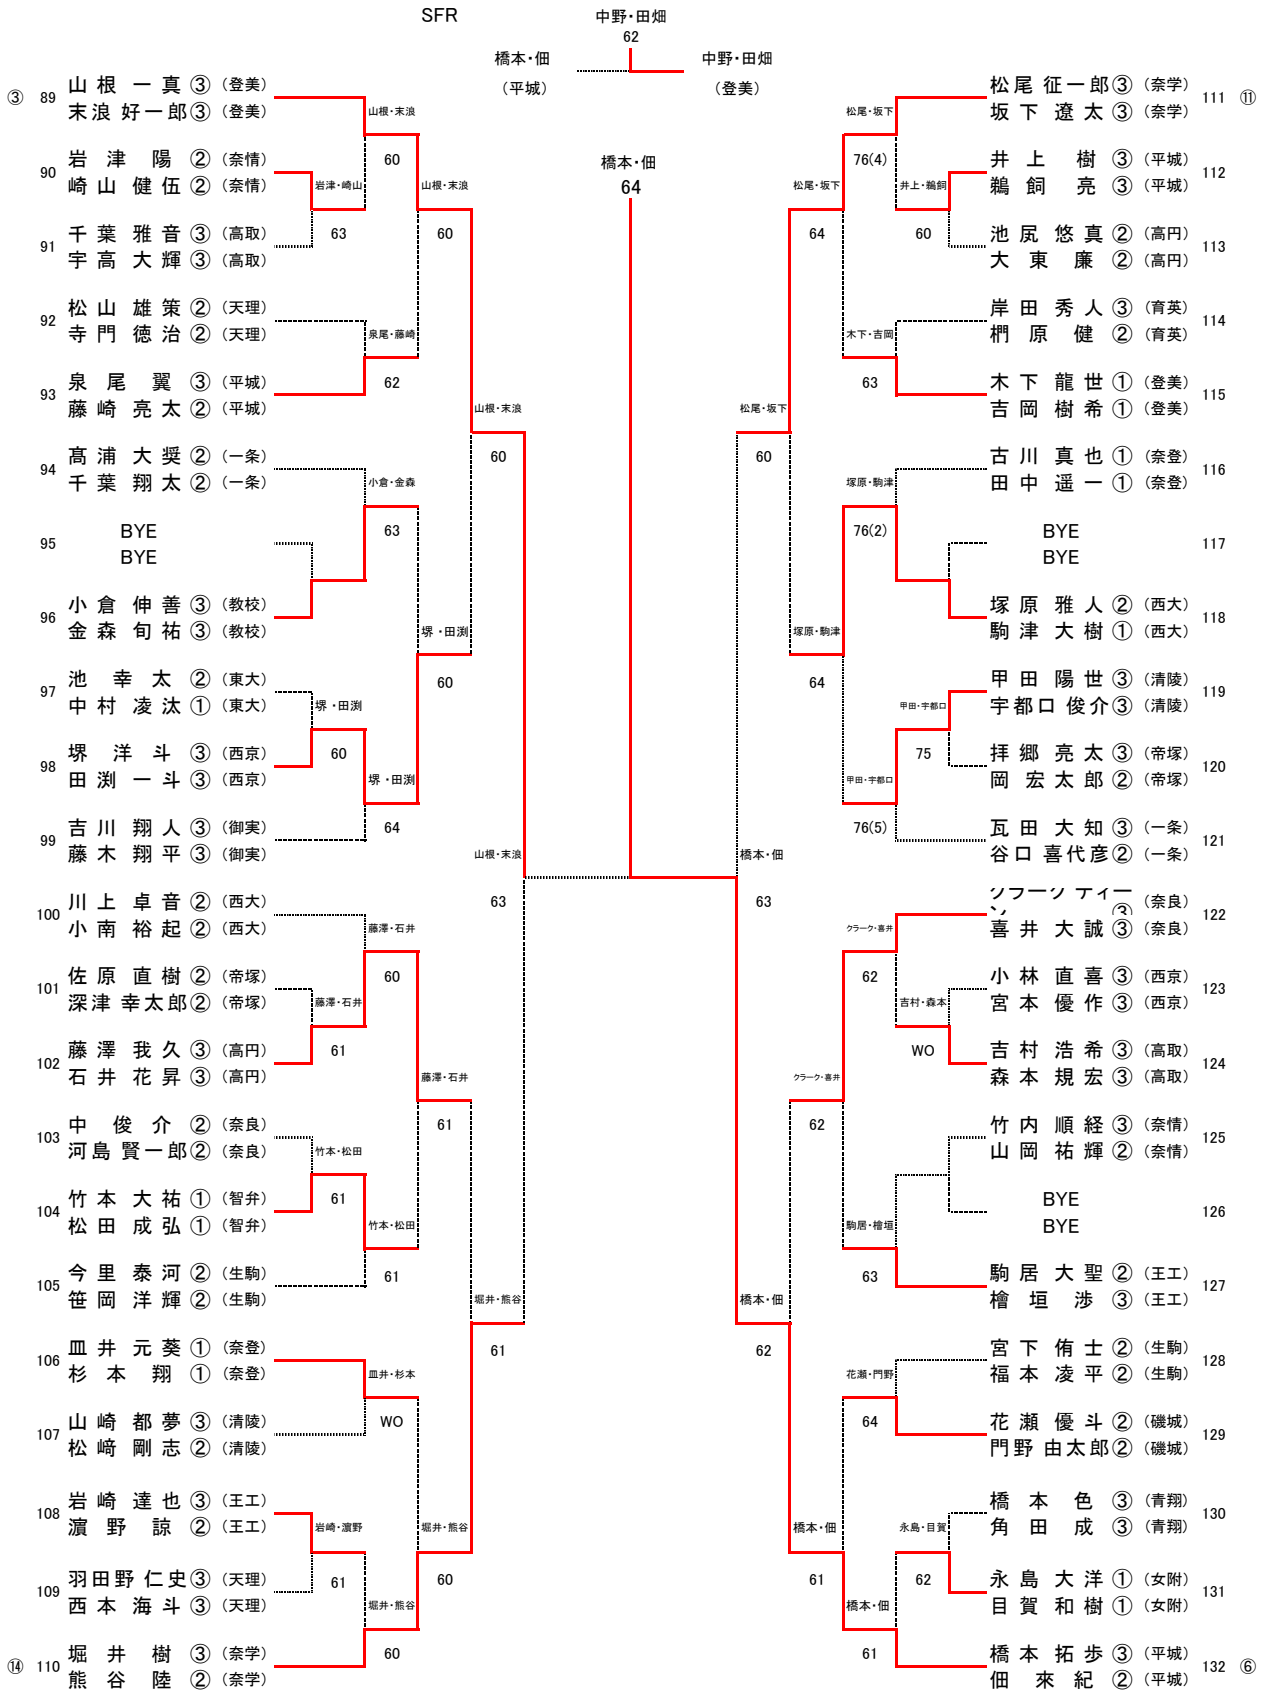 SFR
中野・田畑
62
橋本・佃
(平城)
中野・田畑
(登美)
橋本・佃
64
③ 89 山根 一真 ③ (登美)
末浪 好一郎 ③ (登美)
90 岩津 陽 ② (奈情)
崎山 健伍 ② (奈情)
91 千葉 雅音 ③ (高取)
宇高 大輝 ③ (高取)
92 松山 雄策 ② (天理)
寺門 徳治 ② (天理)
93 泉尾 翼 ③ (平城)
藤崎 亮太 ② (平城)
94 髙浦 大奨 ② (一条)
千葉 翔太 ② (一条)
95 BYE
BYE
96 小倉 伸善 ③ (教校)
金森 旬祐 ③ (教校)
97 池 幸太 ② (東大)
中村 凌汰 ① (東大)
98 堺 洋斗 ③ (西京)
田渕 一斗 ③ (西京)
99 吉川 翔人 ③ (御実)
藤木 翔平 ③ (御実)
100 川上 卓音 ② (西大)
小南 裕起 ② (西大)
101 佐原 直樹 ② (帝塚)
深津 幸太郎 ② (帝塚)
102 藤澤 我久 ③ (高円)
石井 花昇 ③ (高円)
103 中 俊介 ② (奈良)
河島 賢一郎 ② (奈良)
104 竹本 大祐 ① (智弁)
松田 成弘 ① (智弁)
105 今里 泰河 ② (生駒)
笹岡 洋輝 ② (生駒)
106 皿井 元葵 ① (奈登)
杉本 翔 ① (奈登)
107 山崎 都夢 ③ (清陵)
松﨑 剛志 ② (清陵)
108 岩崎 達也 ③ (王工)
濵野 諒 ② (王工)
109 羽田野 仁史 ③ (天理)
西本 海斗 ③ (天理)
⑭ 110 堀井 樹 ③ (奈学)
熊谷 陸 ② (奈学)
山根・末浪
60
岩津・崎山
63
山根・末浪
60
泉尾・藤崎
62
山根・末浪
60
小倉・金森
63
堺・田渕
60
堺・田渕
60
堺・田渕
64
山根・末浪
63
藤澤・石井
60
藤澤・石井
61
藤澤・石井
61
竹本・松田
61
竹本・松田
61
堀井・熊谷
61
皿井・杉本
WO
岩崎・濵野
61
堀井・熊谷
60
堀井・熊谷
60
松尾・坂下
76(4)
井上・鵜飼
60
松尾・坂下
64
木下・吉岡
63
松尾・坂下
60
塚原・駒津
76(2)
塚原・駒津
64
甲田・宇都口
75
甲田・宇都口
76(5)
橋本・佃
63
クラーク・喜井
62
吉村・森本
WO
クラーク・喜井
62
駒居・檜垣
63
橋本・佃
62
花瀬・門野
64
橋本・佃
61
永島・目賀
62
橋本・佃
61
松尾 征一郎 ③ (奈学) 111 ⑪
坂下 遼太 ③ (奈学)
井上 樹 ③ (平城) 112
鵜飼 亮 ③ (平城)
池尻 悠真 ② (高円) 113
大東 廉 ② (高円)
岸田 秀人 ③ (育英) 114
椚原 健 ② (育英)
木下 龍世 ① (登美) 115
吉岡 樹希 ① (登美)
古川 真也 ① (奈登) 116
田中 遥一 ① (奈登)
BYE 117
BYE
塚原 雅人 ② (西大) 118
駒津 大樹 ① (西大)
甲田 陽世 ③ (清陵) 119
宇都口 俊介 ③ (清陵)
拝郷 亮太 ③ (帝塚) 120
岡 宏太郎 ② (帝塚)
瓦田 大知 ③ (一条) 121
谷口 喜代彦 ② (一条)
クラーク ティーン ③ (奈良) 122
喜井 大誠 ③ (奈良)
小林 直喜 ③ (西京) 123
宮本 優作 ③ (西京)
吉村 浩希 ③ (高取) 124
森本 規宏 ③ (高取)
竹内 順経 ③ (奈情) 125
山岡 祐輝 ② (奈情)
BYE 126
BYE
駒居 大聖 ② (王工) 127
檜垣 渉 ③ (王工)
宮下 侑士 ② (生駒) 128
福本 凌平 ② (生駒)
花瀬 優斗 ② (磯城) 129
門野 由太郎 ② (磯城)
橋本 色 ③ (青翔) 130
角田 成 ③ (青翔)
永島 大洋 ① (女附) 131
目賀 和樹 ① (女附)
橋本 拓歩 ③ (平城) 132 ⑥
佃 來紀 ② (平城)